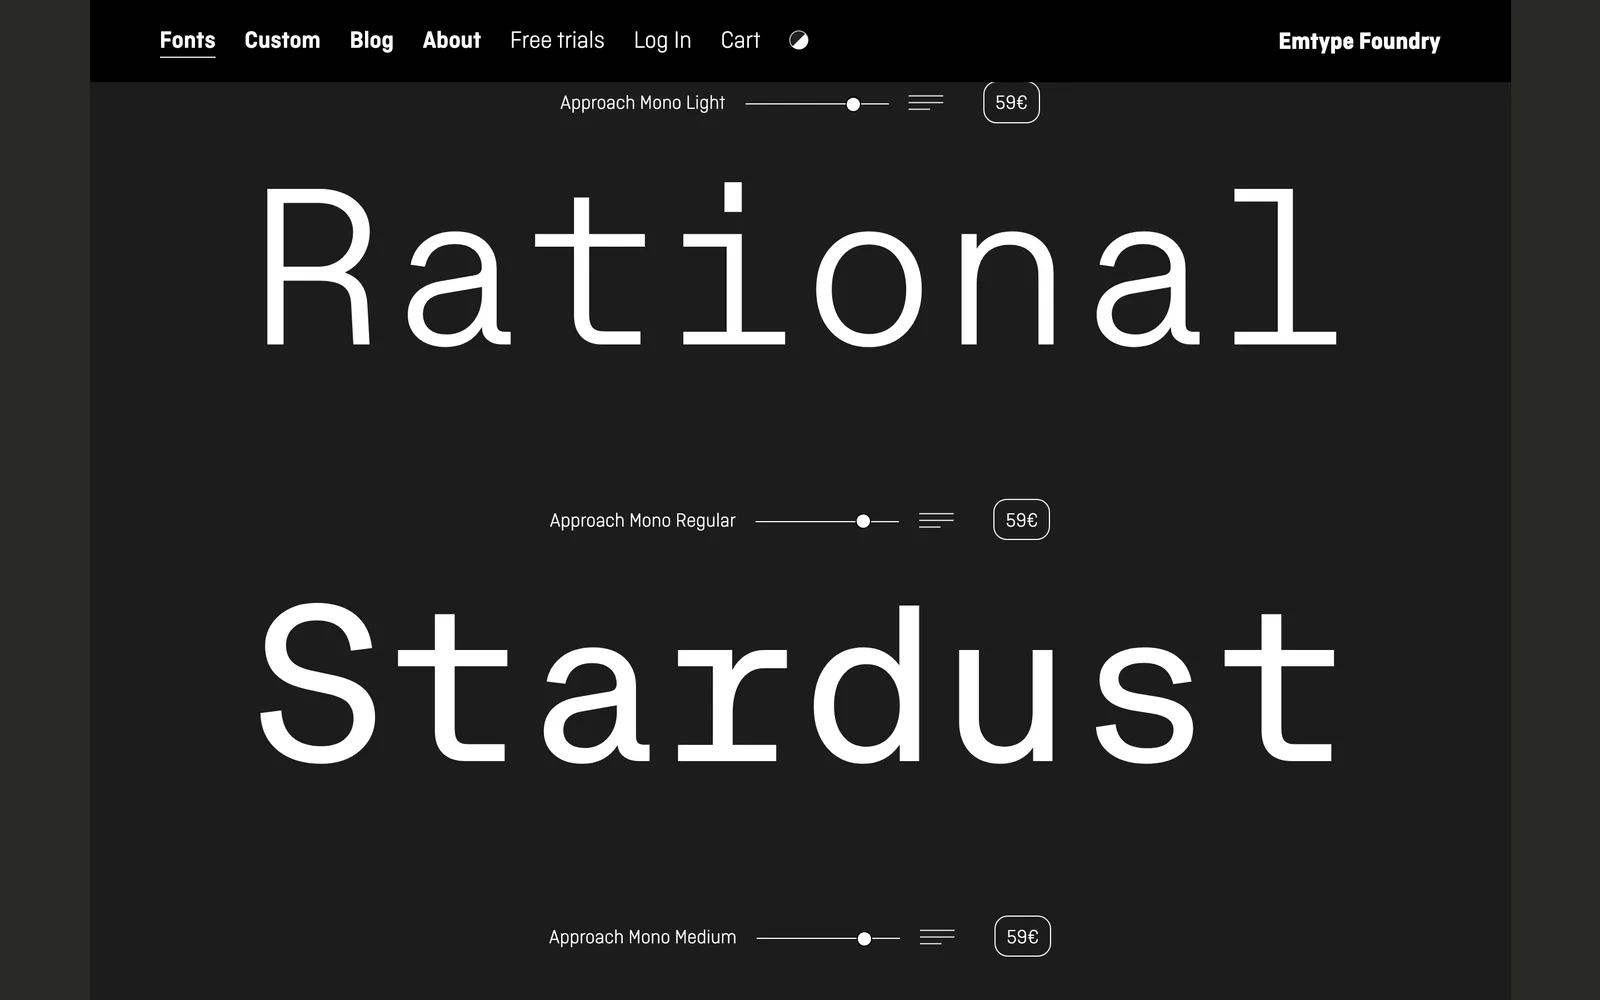 Fonts Custom Blog About Free trials Log In Cart Emtype Foundry
Approach Mono Light 59€
Rational
Approach Mono Regular 59€
Stardust
Approach Mono Medium 59€